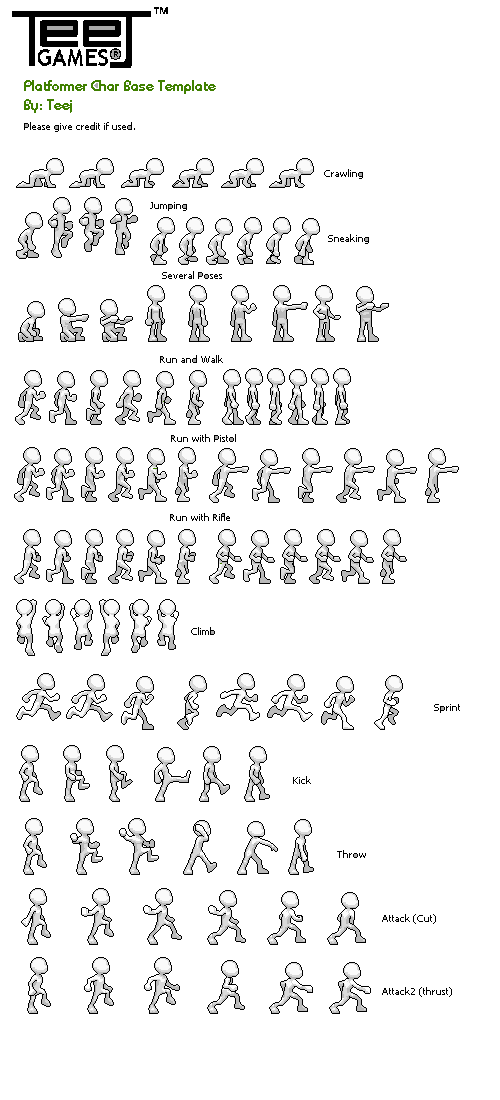 TEEJ TM
GAMES®
Platformer Char Base Template
By: Teej
Please give credit if used.
Crawling
Jumping
Sneaking
Several Poses
Run and Walk
Run with Pistol
Run with Rifle
Climb
Sprint
Kick
Throw
Attack (Cut)
Attack2 (thrust)